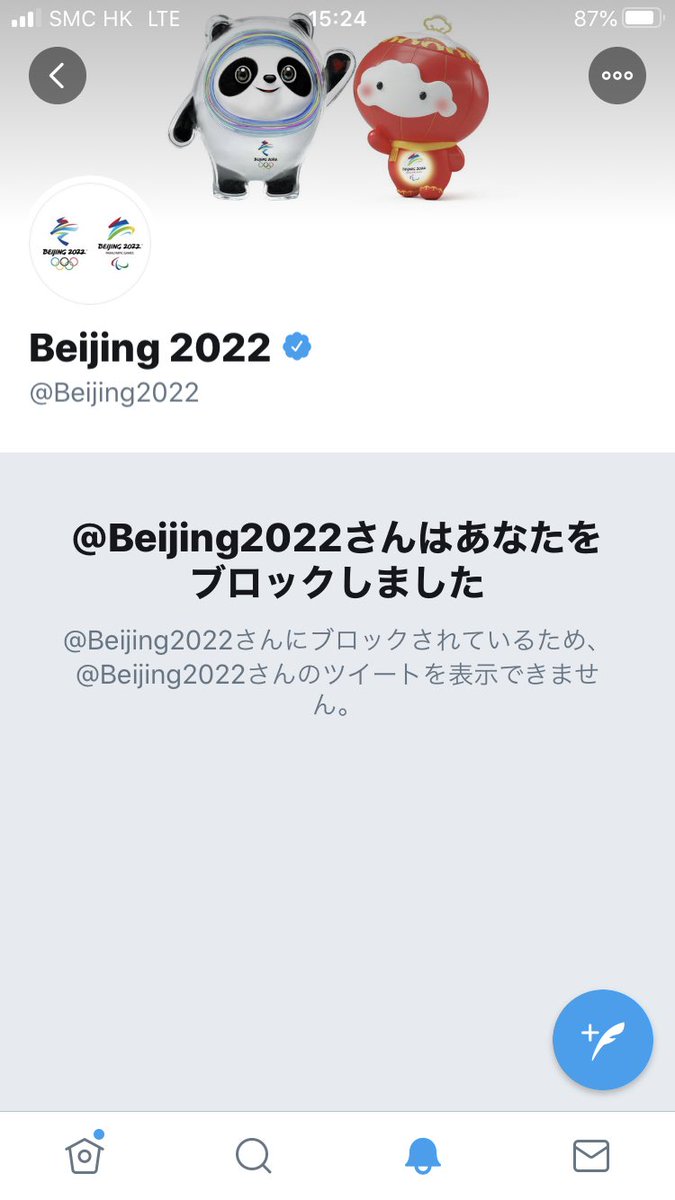 SMC HK LTE 15:24 87%
BEIJING 2022 BEIJING 2022
Beijing 2022
@Beijing2022
@Beijing2022さんはあなたを
ブロックしました
@Beijing2022さんにブロックされているため、
@Beijing2022さんのツイートを表示できませ
ん。